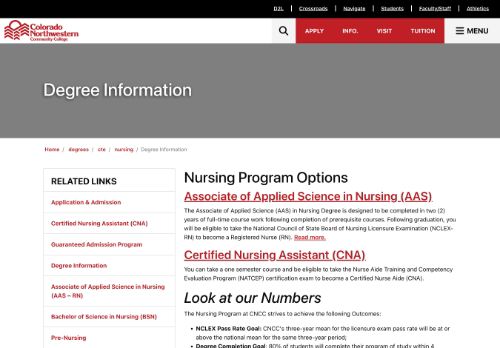 D2L | Crossroads | Navigate | Students | Faculty/Staff | Athletics
Colorado
Northwestern
Community College
APPLY INFO. VISIT TUITION MENU
Degree Information
Home / degrees / cte / nursing / Degree Information
RELATED LINKS
Application & Admission
Certified Nursing Assistant (CNA)
Guaranteed Admission Program
Degree Information
Associate of Applied Science in Nursing
(AAS – RN)
Bachelor of Science in Nursing (BSN)
Pre-Nursing
Nursing Program Options
Associate of Applied Science in Nursing (AAS)
The Associate of Applied Science (AAS) in Nursing Degree is designed to be completed in two (2)
years of full-time course work following completion of prerequisite courses. Following graduation, you
will be eligible to take the National Council of State Board of Nursing Licensure Examination (NCLEX-
RN) to become a Registered Nurse (RN). Read more.
Certified Nursing Assistant (CNA)
You can take a one semester course and be eligible to take the Nurse Aide Training and Competency
Evaluation Program (NATCEP) certification exam to become a Certified Nurse Aide (CNA).
Look at our Numbers
The Nursing Program at CNCC strives to achieve the following Outcomes:
• NCLEX Pass Rate Goal: CNCC's three-year mean for the licensure exam pass rate will be at or
above the national mean for the same three-year period;
• Degree Completion Goal: 80% of students will complete their program of study within 4